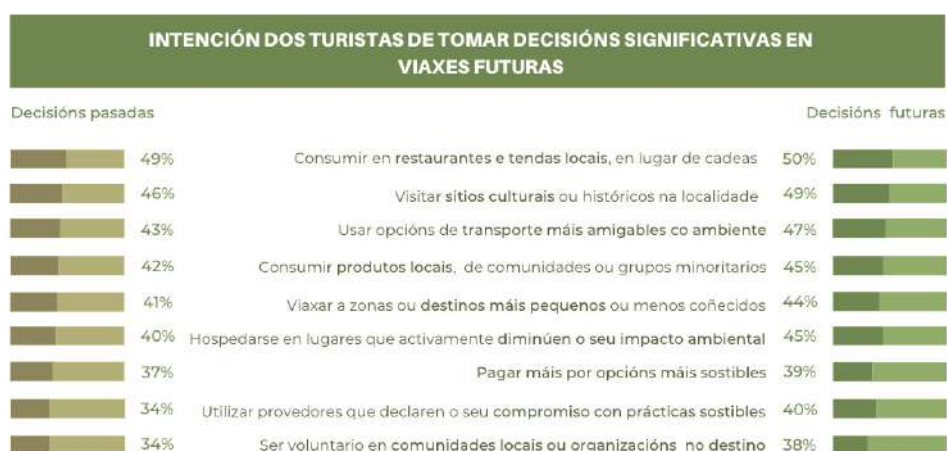 INTENCIÓN DOS TURISTAS DE TOMAR DECISIÓNS SIGNIFICATIVAS EN
VIAXES FUTURAS
Decisións pasadas
Decisións futuras
49% Consumir en restaurantes e tendas locais, en lugar de cadeas 50%
46% Visitar sitios culturais ou históricos na localidade 49%
43% Usar opcións de transporte máis amigables co ambiente 47%
42% Consumir produtos locais, de comunidades ou grupos minoritarios 45%
41% Viaxar a zonas ou destinos máis pequenos ou menos coñecidos 44%
40% Hospedarse en lugares que activamente diminúen o seu impacto ambiental 45%
37% Pagar máis por opcións máis sostibles 39%
34% Utilizar provedores que declaren o seu compromiso con prácticas sostibles 40%
34% Ser voluntario en comunidades locais ou organizacións no destino 38%